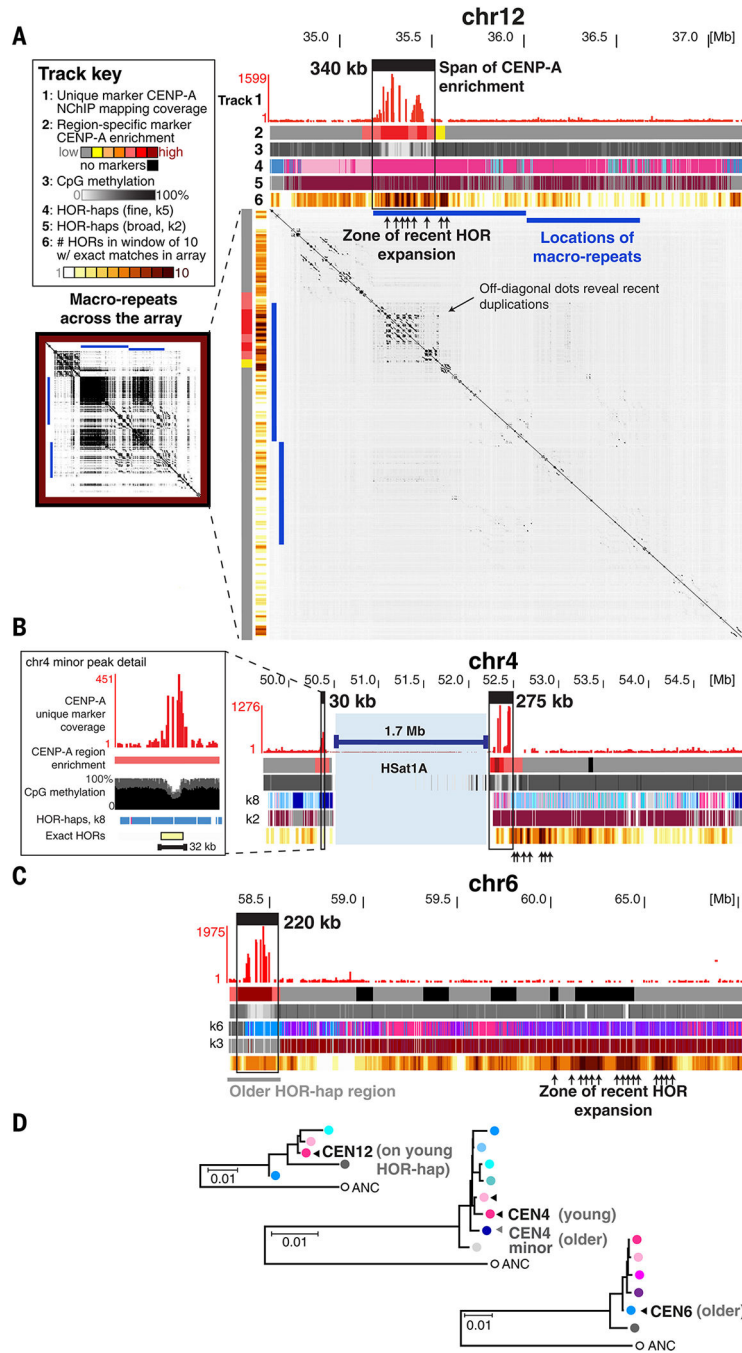 A
chr12
35.0 35.5 36.0 36.5 37.0 [Mb]
Track key
1: Unique marker CENP-A
NChIP mapping coverage
2: Region-specific marker
CENP-A enrichment
low high
no markers
3: CpG methylation
0 100%
4: HOR-haps (fine, k5)
5: HOR-haps (broad, k2)
6: # HORs in window of 10
w/ exact matches in array
1 10
340 kb
Span of CENP-A
enrichment
1599
Track 1
1
2
3
4
5
6
Zone of recent HOR
expansion
Locations of
macro-repeats
Off-diagonal dots reveal recent
duplications
Macro-repeats
across the array
B
chr4
50.0 50.5 51.0 51.5 52.0 52.5 53.0 53.5 54.0 54.5 [Mb]
chr4 minor peak detail
451
CENP-A
unique marker
coverage
1
CENP-A region
enrichment
100%
CpG methylation
0
HOR-haps, k8
Exact HORs
32 kb
30 kb
275 kb
1276
1
1.7 Mb
HSat1A
k8
k2
C
chr6
58.5 59.0 59.5 60.0 65.0 [Mb]
220 kb
1975
1
k6
k3
Older HOR-hap region
Zone of recent HOR
expansion
D
CEN12 (on young
HOR-hap)
0.01
ANC
CEN4 (young)
CEN4 (older)
minor
0.01
ANC
CEN6 (older)
0.01
ANC